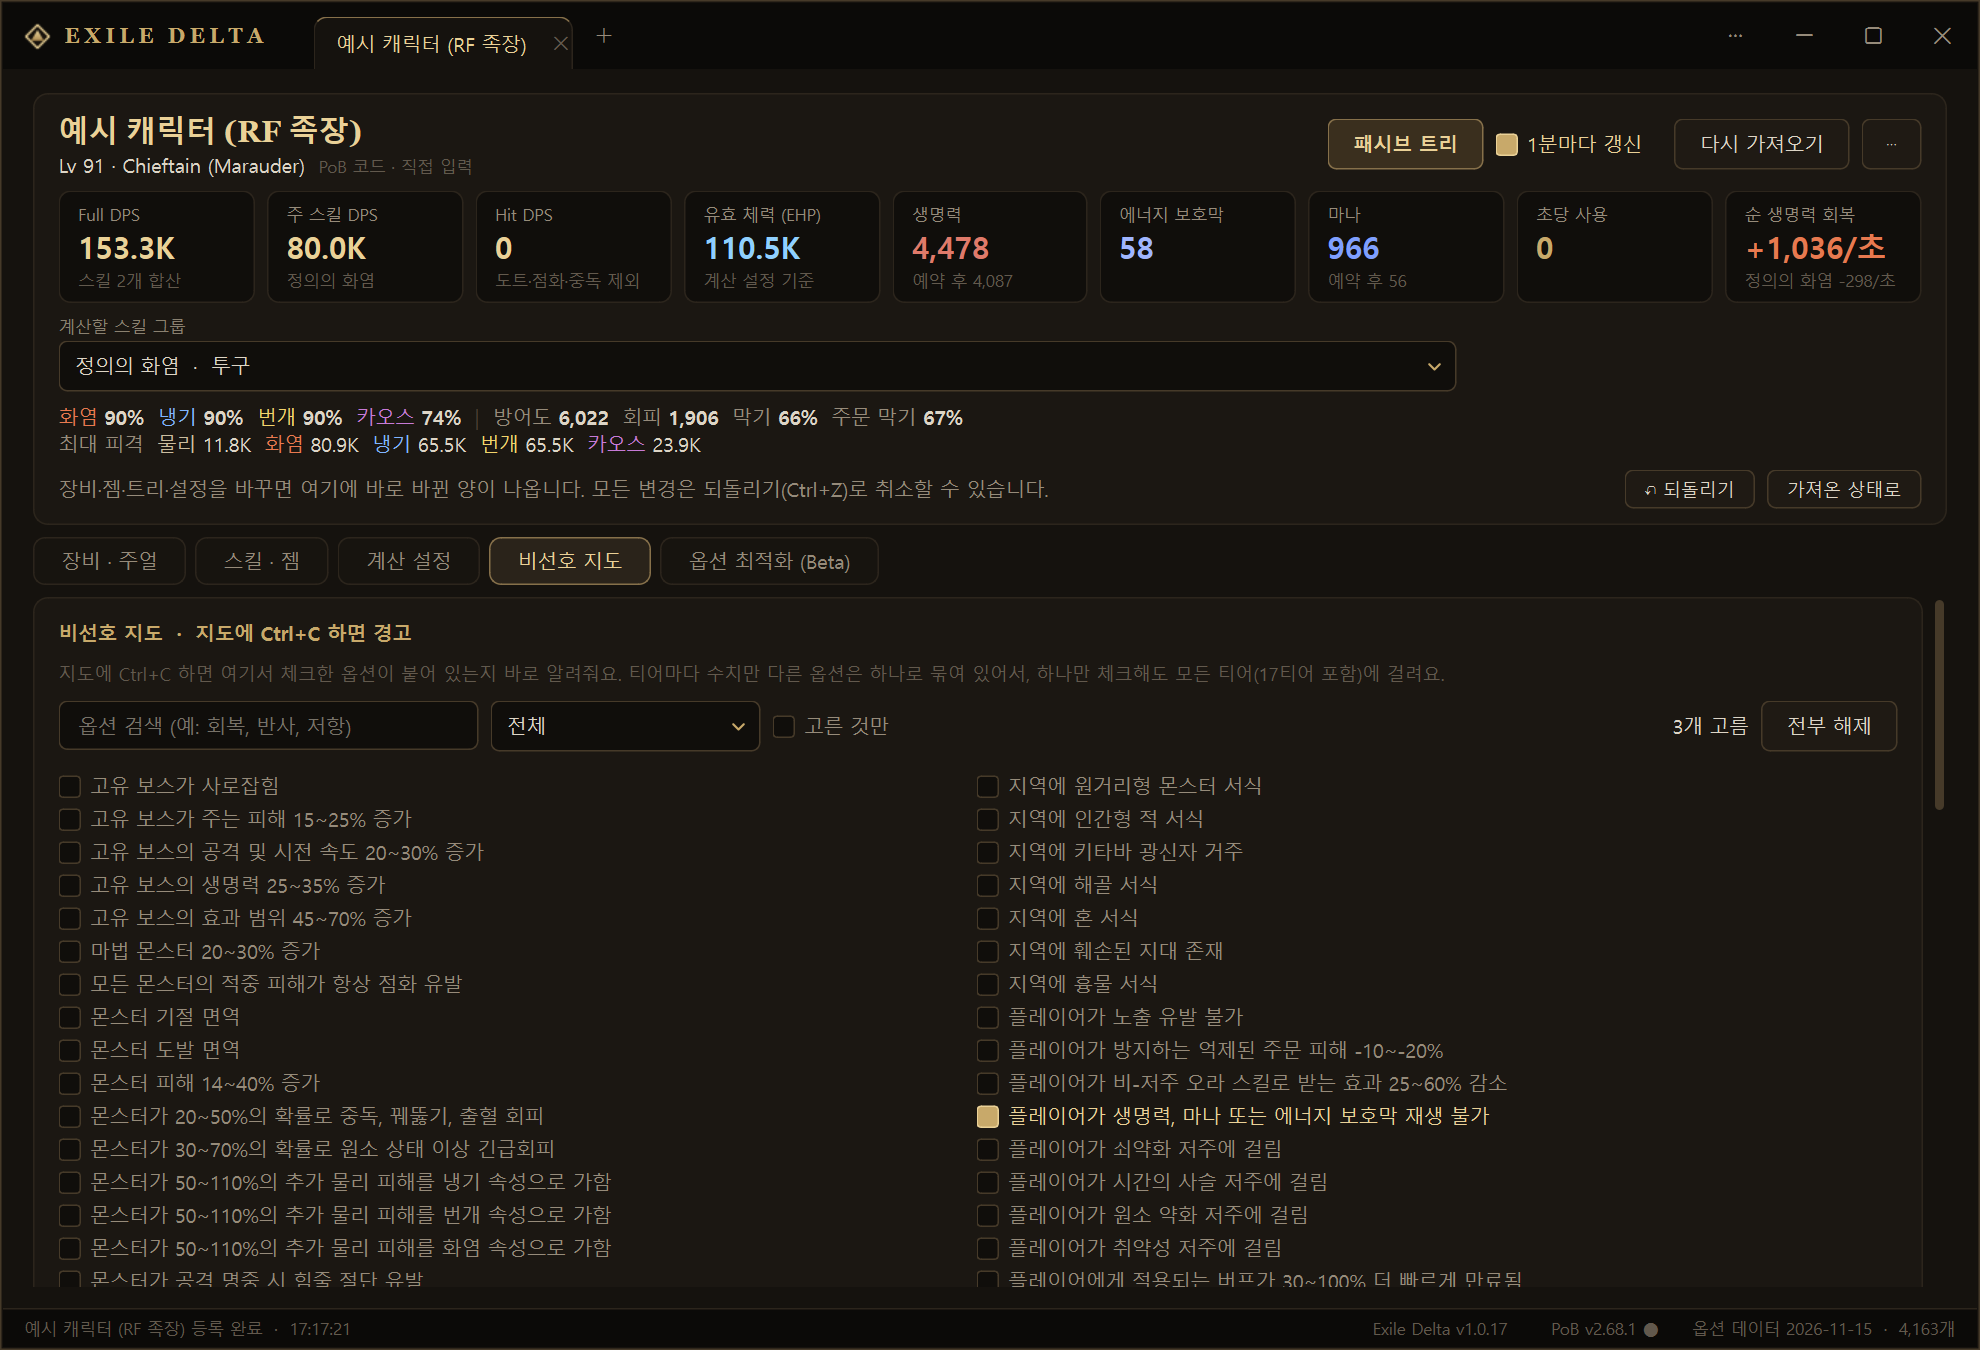 EXILE DELTA
예시 캐릭터 (RF 족장)
예시 캐릭터 (RF 족장)
Lv 91 · Chieftain (Marauder) PoB 코드 · 직접 입력
패시브 트리
1분마다 갱신
다시 가져오기
Full DPS
153.3K
스킬 2개 합산
주 스킬 DPS
80.0K
정의의 화염
Hit DPS
0
도트·점화·중독 제외
유효 체력 (EHP)
110.5K
계산 설정 기준
생명력
4,478
예약 후 4,087
에너지 보호막
58
마나
966
예약 후 56
초당 사용
0
순 생명력 회복
+1,036/초
정의의 화염 -298/초
계산할 스킬 그룹
정의의 화염 · 투구
화염 90% 냉기 90% 번개 90% 카오스 74% | 방어도 6,022 회피 1,906 막기 66% 주문 막기 67%
최대 피격 물리 11.8K 화염 80.9K 냉기 65.5K 번개 65.5K 카오스 23.9K
장비·젬·트리·설정을 바꾸면 여기에 바로 바뀐 양이 나옵니다. 모든 변경은 되돌리기(Ctrl+Z)로 취소할 수 있습니다.
되돌리기
가져온 상태로
장비 · 주얼
스킬 · 젬
계산 설정
비선호 지도
옵션 최적화 (Beta)
비선호 지도 · 지도에 Ctrl+C 하면 경고
지도에 Ctrl+C 하면 여기서 체크한 옵션이 붙어 있는지 바로 알려줘요. 티어마다 수치만 다른 옵션은 하나로 묶여 있어서, 하나만 체크해도 모든 티어(17티어 포함)에 걸려요.
옵션 검색 (예: 회복, 반사, 저항)
전체
고른 것만
3개 고름
전부 해제
고유 보스가 사로잡힘
고유 보스가 주는 피해 15~25% 증가
고유 보스의 공격 및 시전 속도 20~30% 증가
고유 보스의 생명력 25~35% 증가
고유 보스의 효과 범위 45~70% 증가
마법 몬스터 20~30% 증가
모든 몬스터의 적중 피해가 항상 점화 유발
몬스터 기절 면역
몬스터 도발 면역
몬스터 피해 14~40% 증가
몬스터가 20~50%의 확률로 중독, 꿰뚫기, 출혈 회피
몬스터가 30~70%의 확률로 원소 상태 이상 긴급회피
몬스터가 50~110%의 추가 물리 피해를 냉기 속성으로 가함
몬스터가 50~110%의 추가 물리 피해를 번개 속성으로 가함
몬스터가 50~110%의 추가 물리 피해를 화염 속성으로 가함
몬스터가 공격 명중 시 힘줄 절단 유발
지역에 원거리형 몬스터 서식
지역에 인간형 적 서식
지역에 키타바 광신자 거주
지역에 해골 서식
지역에 혼 서식
지역에 훼손된 지대 존재
지역에 흉물 서식
플레이어가 노출 유발 불가
플레이어가 방지하는 억제된 주문 피해 -10~-20%
플레이어가 비-저주 오라 스킬로 받는 효과 25~60% 감소
플레이어가 생명력, 마나 또는 에너지 보호막 재생 불가
플레이어가 쇠약화 저주에 걸림
플레이어가 시간의 사슬 저주에 걸림
플레이어가 원소 약화 저주에 걸림
플레이어가 취약성 저주에 걸림
플레이어에게 적용되는 버프가 30~100% 더 빠르게 만료됨
예시 캐릭터 (RF 족장) 등록 완료 · 17:17:21
Exile Delta v1.0.17
PoB v2.68.1
옵션 데이터 2026-11-15 · 4,163개